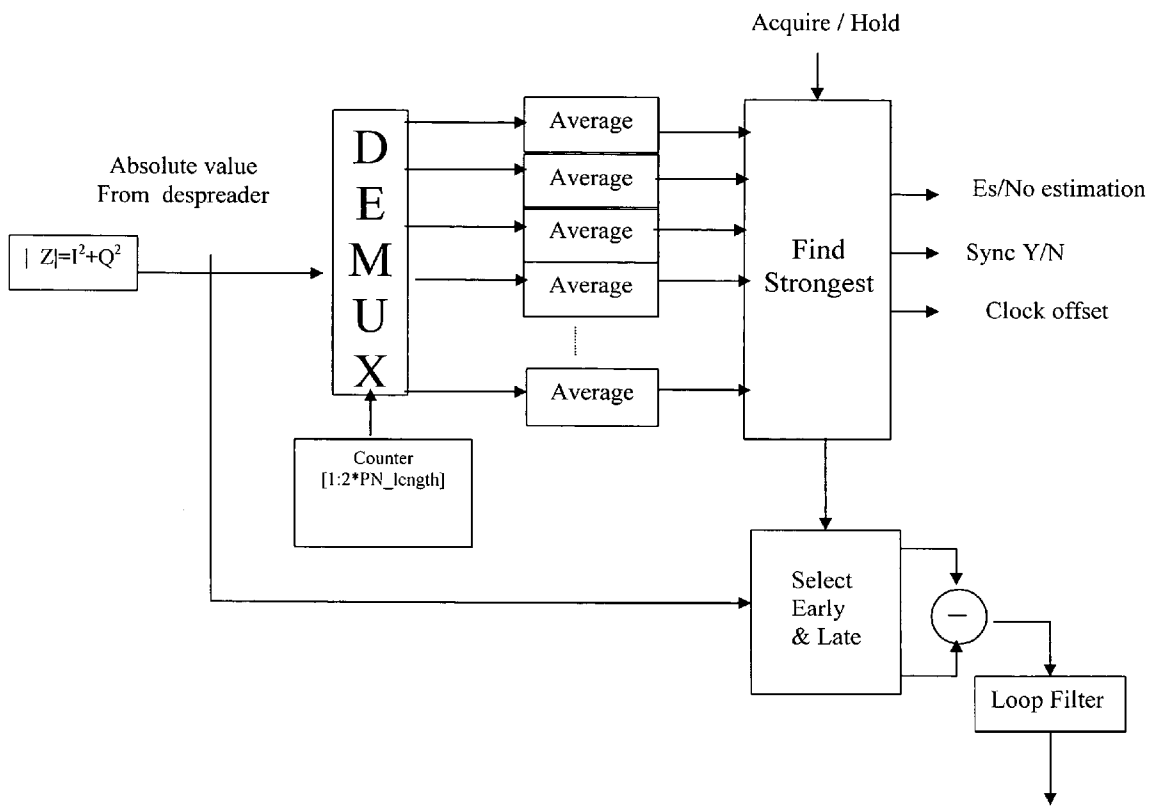 Acquire / Hold
Absolute value
From despreader
| Z|=I²+Q²
D
E
M
U
X
Average
Average
Average
Average
Average
Find
Strongest
Es/No estimation
Sync Y/N
Clock offset
Counter
[1:2*PN_length]
Select
Early
& Late
—
Loop Filter